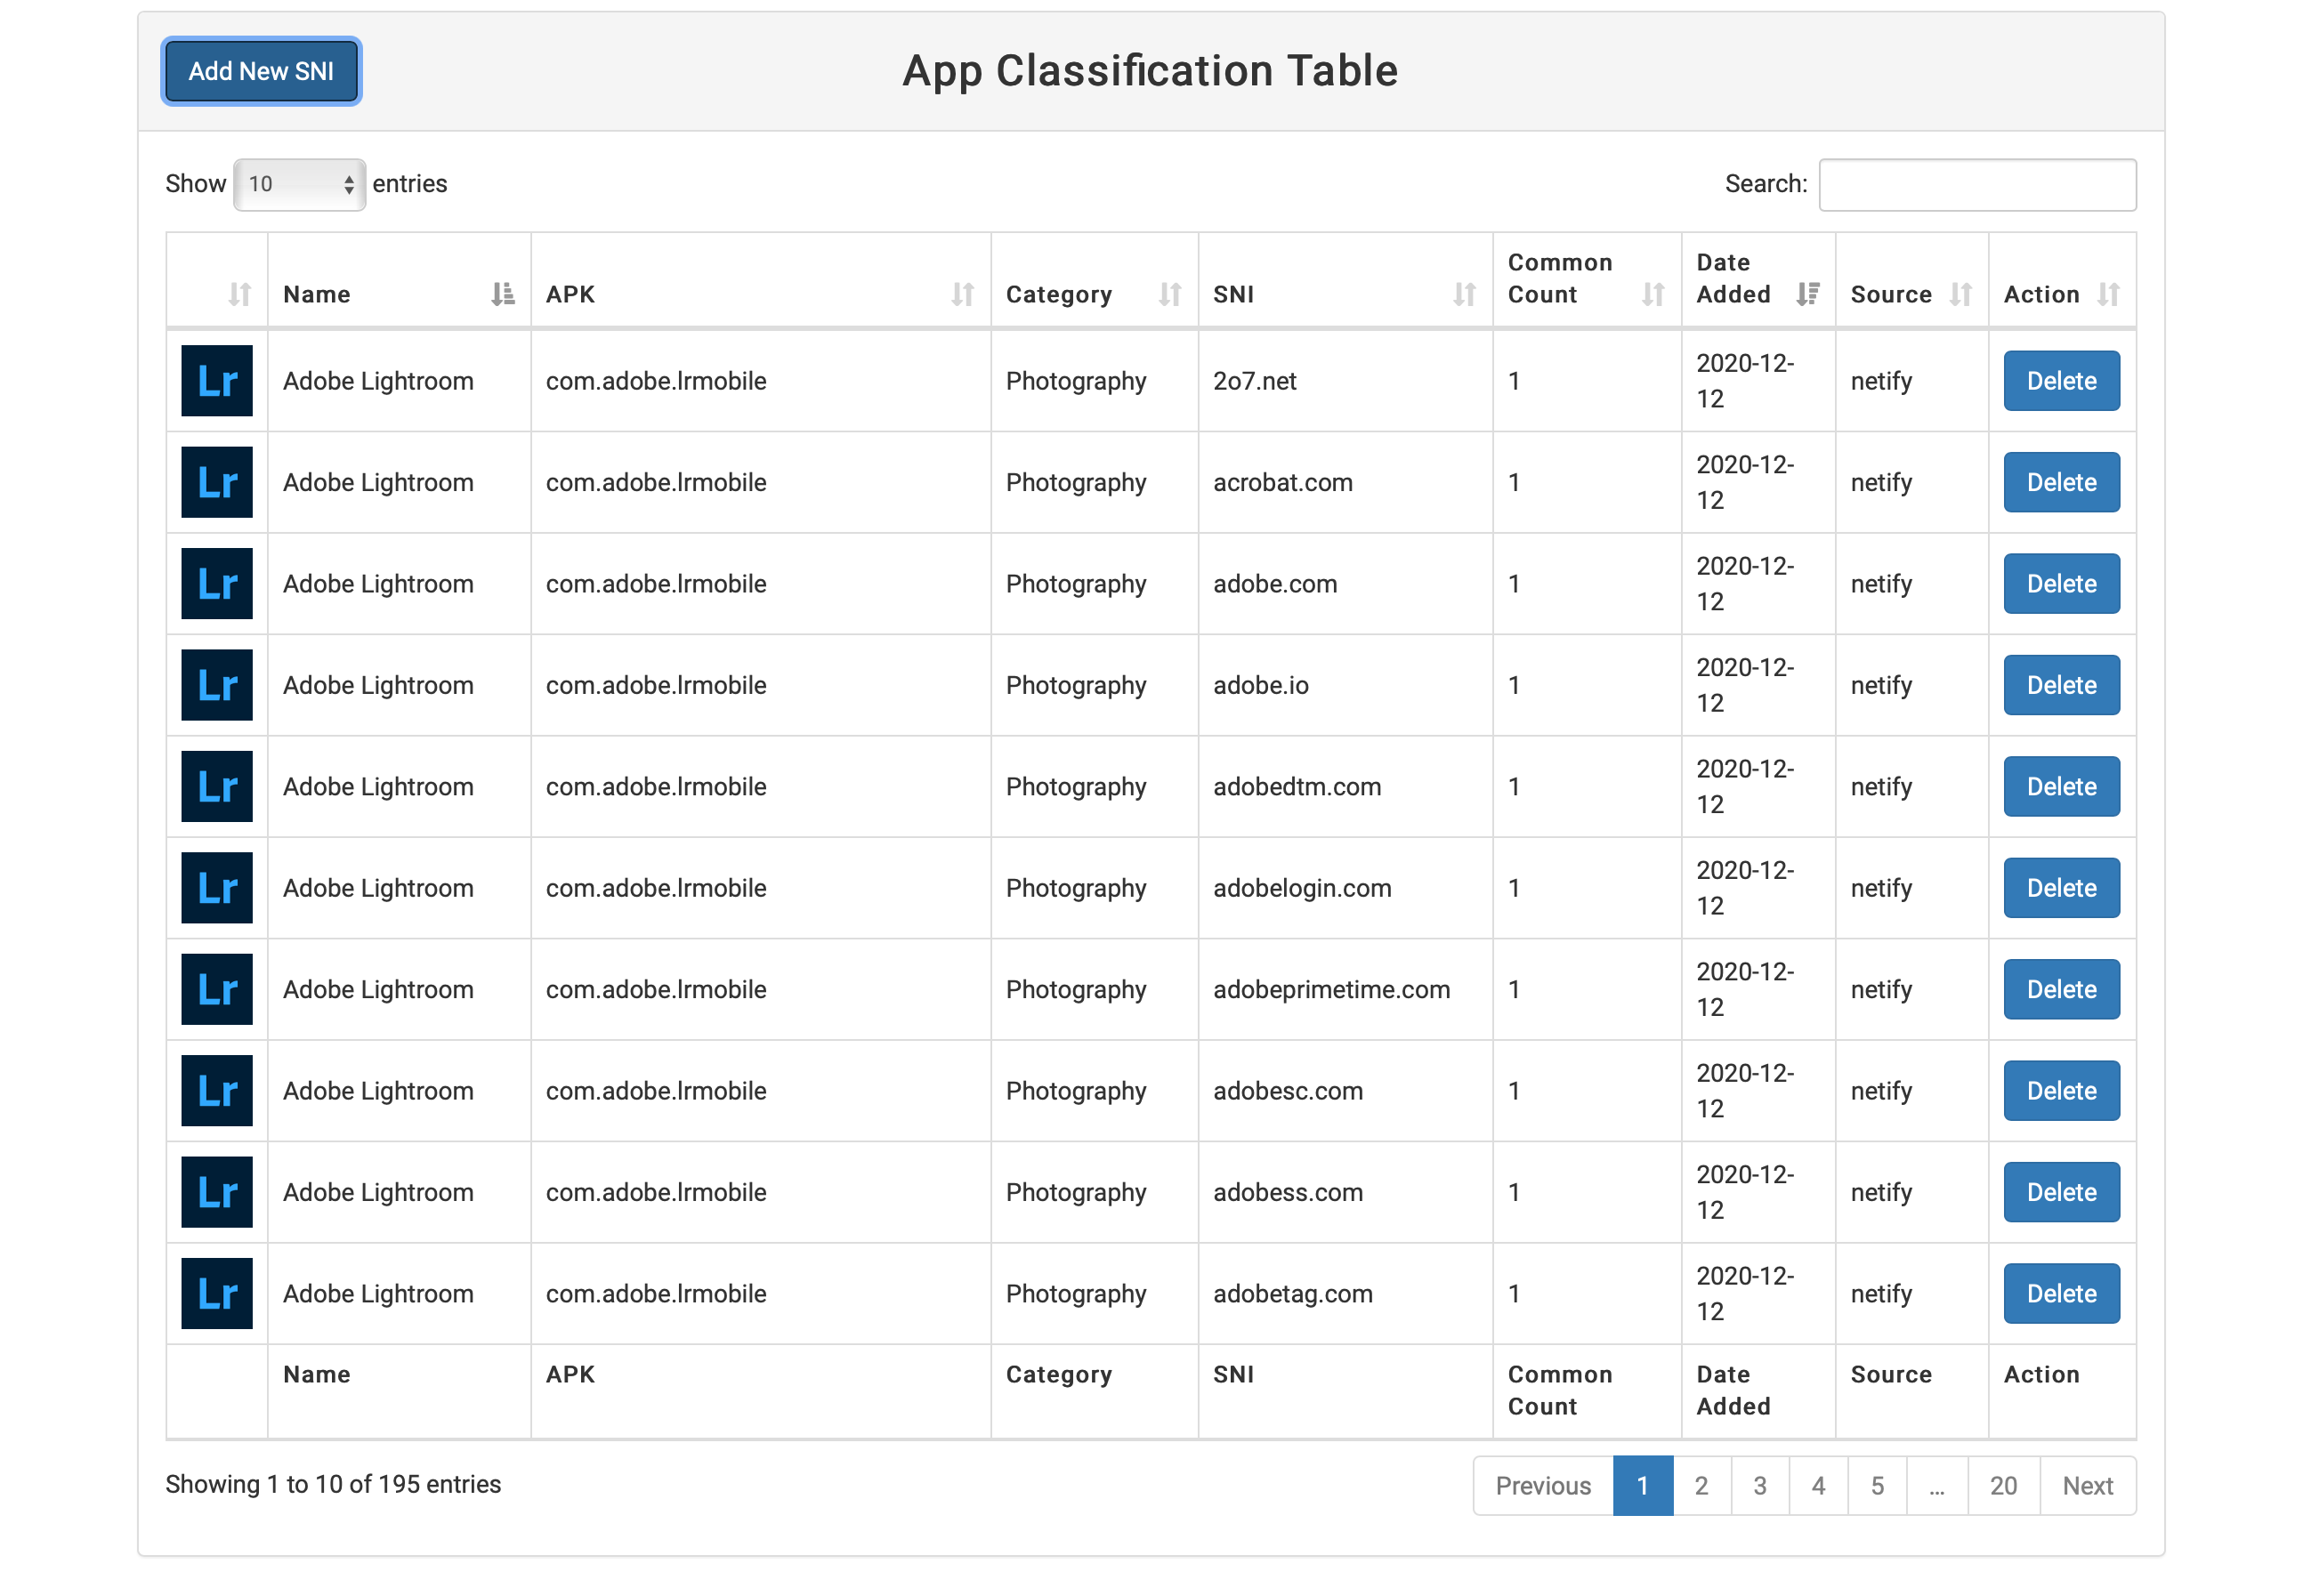 Add New SNI
App Classification Table
Show 10 entries
Search:
Name APK Category SNI Common Count Date Added Source Action
Lr Adobe Lightroom com.adobe.lrmobile Photography 2o7.net 1 2020-12-12 netify Delete
Lr Adobe Lightroom com.adobe.lrmobile Photography acrobat.com 1 2020-12-12 netify Delete
Lr Adobe Lightroom com.adobe.lrmobile Photography adobe.com 1 2020-12-12 netify Delete
Lr Adobe Lightroom com.adobe.lrmobile Photography adobe.io 1 2020-12-12 netify Delete
Lr Adobe Lightroom com.adobe.lrmobile Photography adobedtm.com 1 2020-12-12 netify Delete
Lr Adobe Lightroom com.adobe.lrmobile Photography adobelogin.com 1 2020-12-12 netify Delete
Lr Adobe Lightroom com.adobe.lrmobile Photography adobeprimetime.com 1 2020-12-12 netify Delete
Lr Adobe Lightroom com.adobe.lrmobile Photography adobesc.com 1 2020-12-12 netify Delete
Lr Adobe Lightroom com.adobe.lrmobile Photography adobess.com 1 2020-12-12 netify Delete
Lr Adobe Lightroom com.adobe.lrmobile Photography adobetag.com 1 2020-12-12 netify Delete
Name APK Category SNI Common Count Date Added Source Action
Showing 1 to 10 of 195 entries
Previous 1 2 3 4 5 ... 20 Next